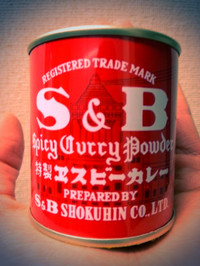 REGISTERED TRADE MARK
S & B
Spicy Curry Powder
特製ヱスビーカレー
PREPARED BY
S&B SHOKUHIN CO., LTD.